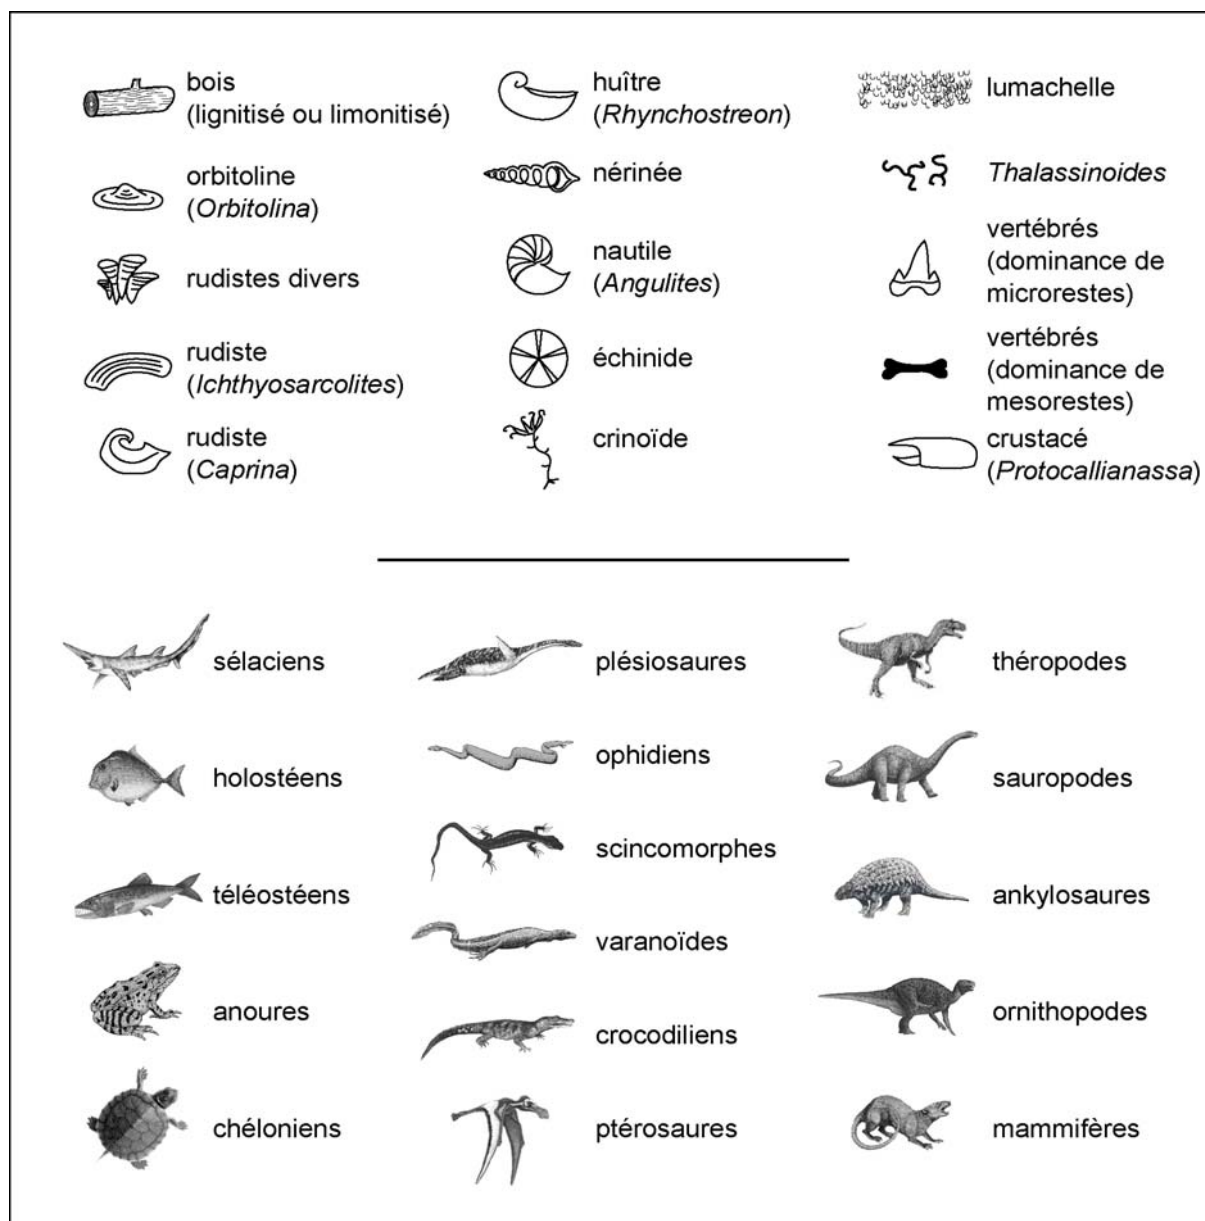 bois
(lignitisé ou limonitisé)
orbitoline
(Orbitolina)
rudistes divers
rudiste
(Ichthyosarcolites)
rudiste
(Caprina)
huître
(Rhynchostreon)
nérinée
nautile
(Angulites)
échinide
crinoïde
lumachelle
Thalassinoides
vertébrés
(dominance de
microrestes)
vertébrés
(dominance de
mesorestes)
crustacé
(Protocallianassa)
sélaciens
holostéens
téléostéens
anoures
chéloniens
plésiosaures
ophidiens
scincomorphes
varanoïdes
crocodiliens
ptérosaures
théropodes
sauropodes
ankylosaures
ornithopodes
mammifères